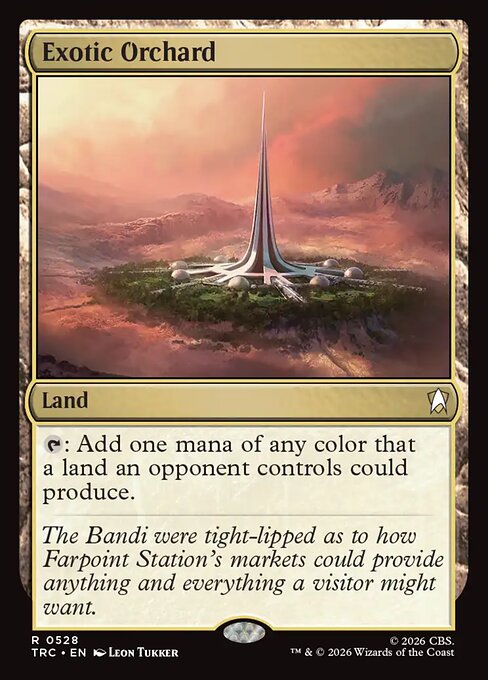 Exotic Orchard
Land
: Add one mana of any color that
a land an opponent controls could
produce.
The Bandi were tight-lipped as to how
Farpoint Station's markets could provide
anything and everything a visitor might
want.
R 0528
TRC • EN Leon Tukker
© 2026 CBS.
™ & © 2026 Wizards of the Coast